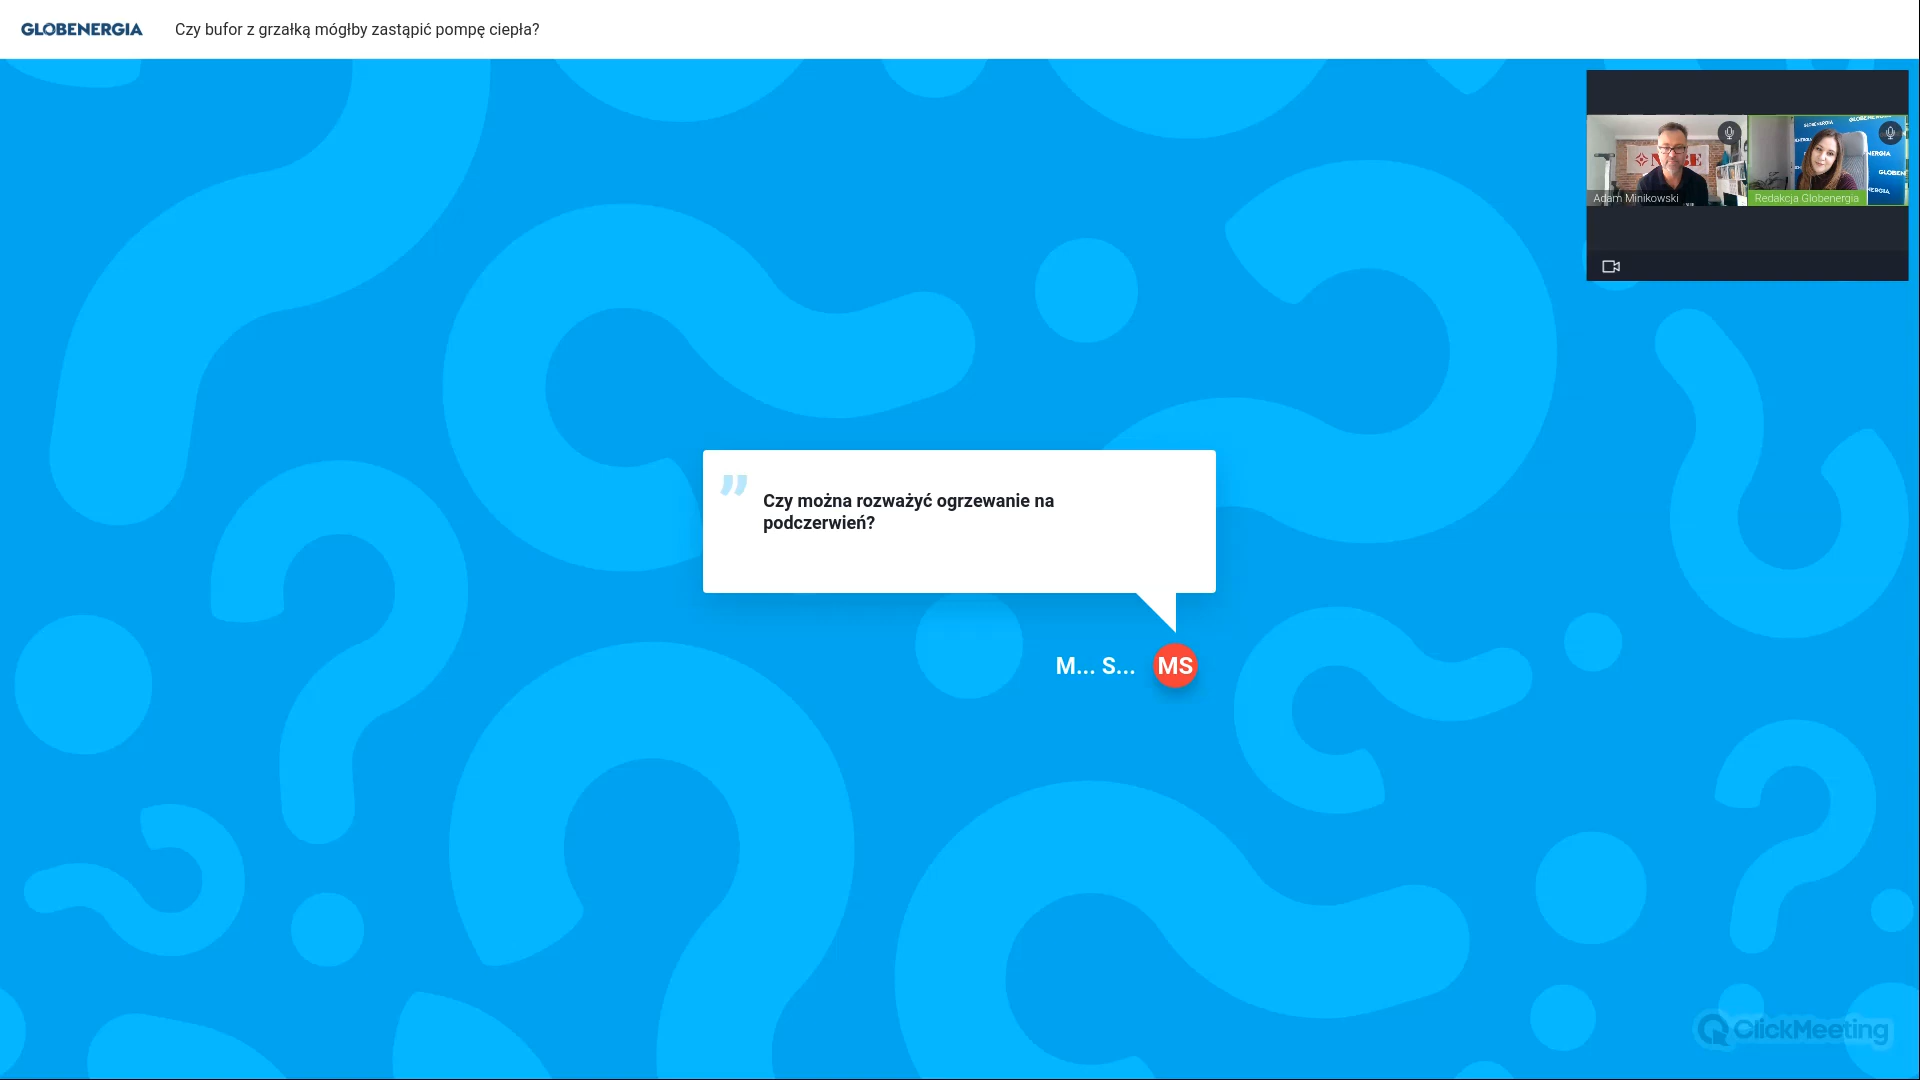 GLOBENERGIA
Czy bufor z grzałką mógłby zastąpić pompę ciepła?
Adam Minikowski
Redakcja Globenergia
Czy można rozważyć ogrzewanie na
podczerwień?
M... S...
MS
ClickMeeting